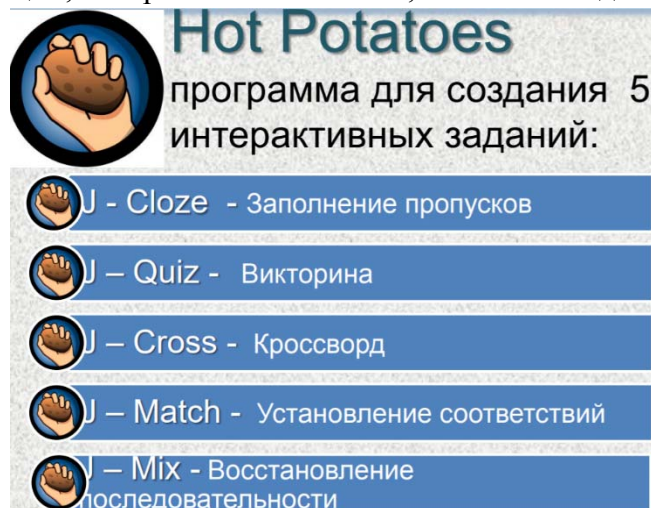 Hot Potatoes
программа для создания 5
интерактивных заданий:
J - Cloze - Заполнение пропусков
J – Quiz - Викторина
J – Cross - Кроссворд
J – Match - Установление соответствий
J – Mix - Восстановление
последовательности